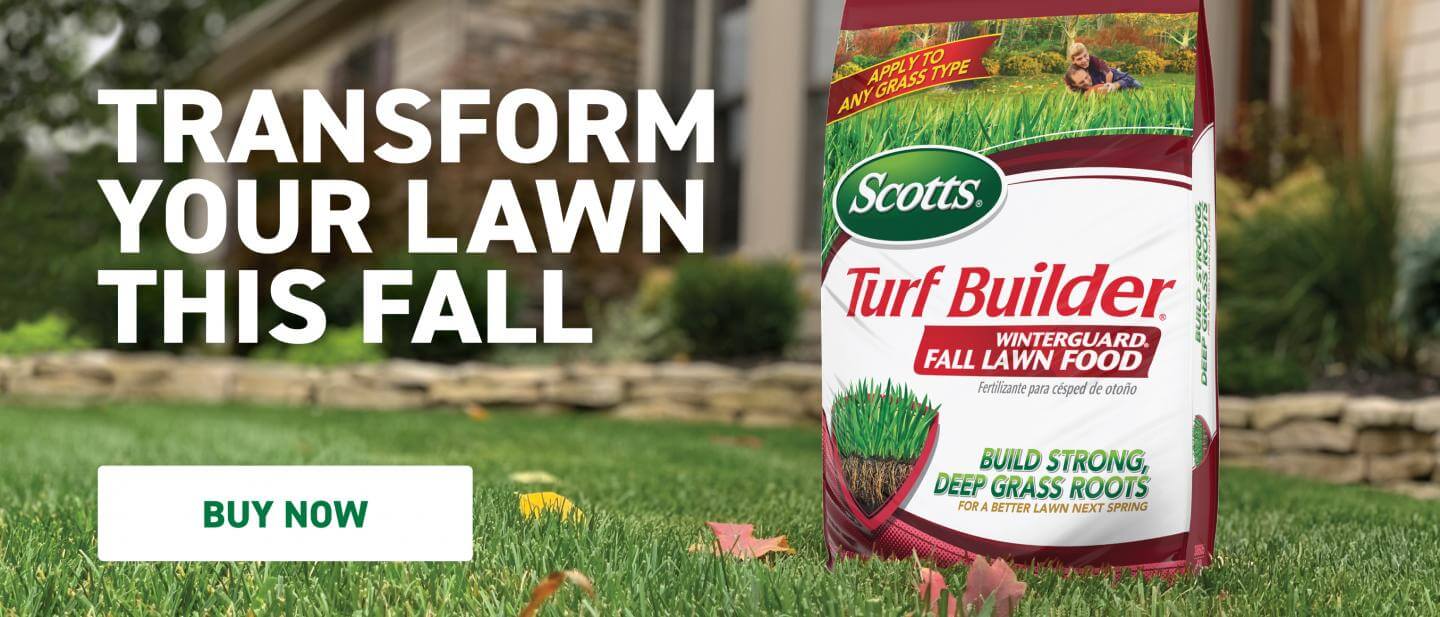 TRANSFORM
YOUR LAWN
THIS FALL
BUY NOW
APPLY TO
ANY GRASS TYPE
Scotts®
Turf Builder®
WINTERGUARD®
FALL LAWN FOOD
Fertilizante para césped de otoño
BUILD STRONG,
DEEP GRASS ROOTS
FOR A BETTER LAWN NEXT SPRING
BUILD STRONG,
DEEP GRASS ROOTS